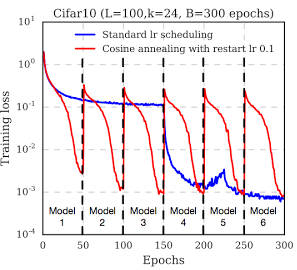 Cifar10 (L=100,k=24, B=300 epochs)
Standard lr scheduling
Cosine annealing with restart lr 0.1
Training loss
10^1
10^0
10^-1
10^-2
10^-3
10^-4
Model 1
Model 2
Model 3
Model 4
Model 5
Model 6
0 50 100 150 200 250 300
Epochs